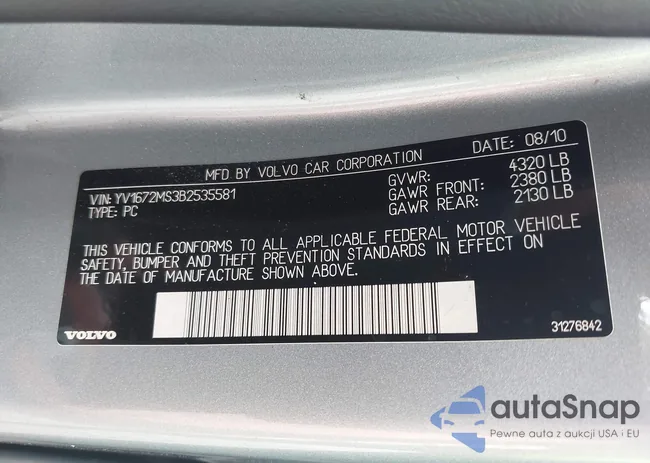 MFD BY VOLVO CAR CORPORATION DATE: 08/10
VIN: YV1672MS3B2535581 GVWR: 4320 LB
TYPE: PC GAWR FRONT: 2380 LB
GAWR REAR: 2130 LB
THIS VEHICLE CONFORMS TO ALL APPLICABLE FEDERAL MOTOR VEHICLE
SAFETY, BUMPER AND THEFT PREVENTION STANDARDS IN EFFECT ON
THE DATE OF MANUFACTURE SHOWN ABOVE.
VOLVO 31276842
autoSnap
Pewne auta z aukcji USA i EU